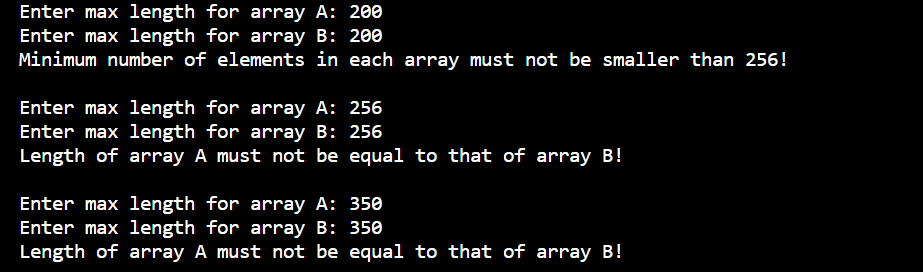 Enter max length for array A: 200
Enter max length for array B: 200
Minimum number of elements in each array must not be smaller than 256!
Enter max length for array A: 256
Enter max length for array B: 256
Length of array A must not be equal to that of array B!
Enter max length for array A: 350
Enter max length for array B: 350
Length of array A must not be equal to that of array B!